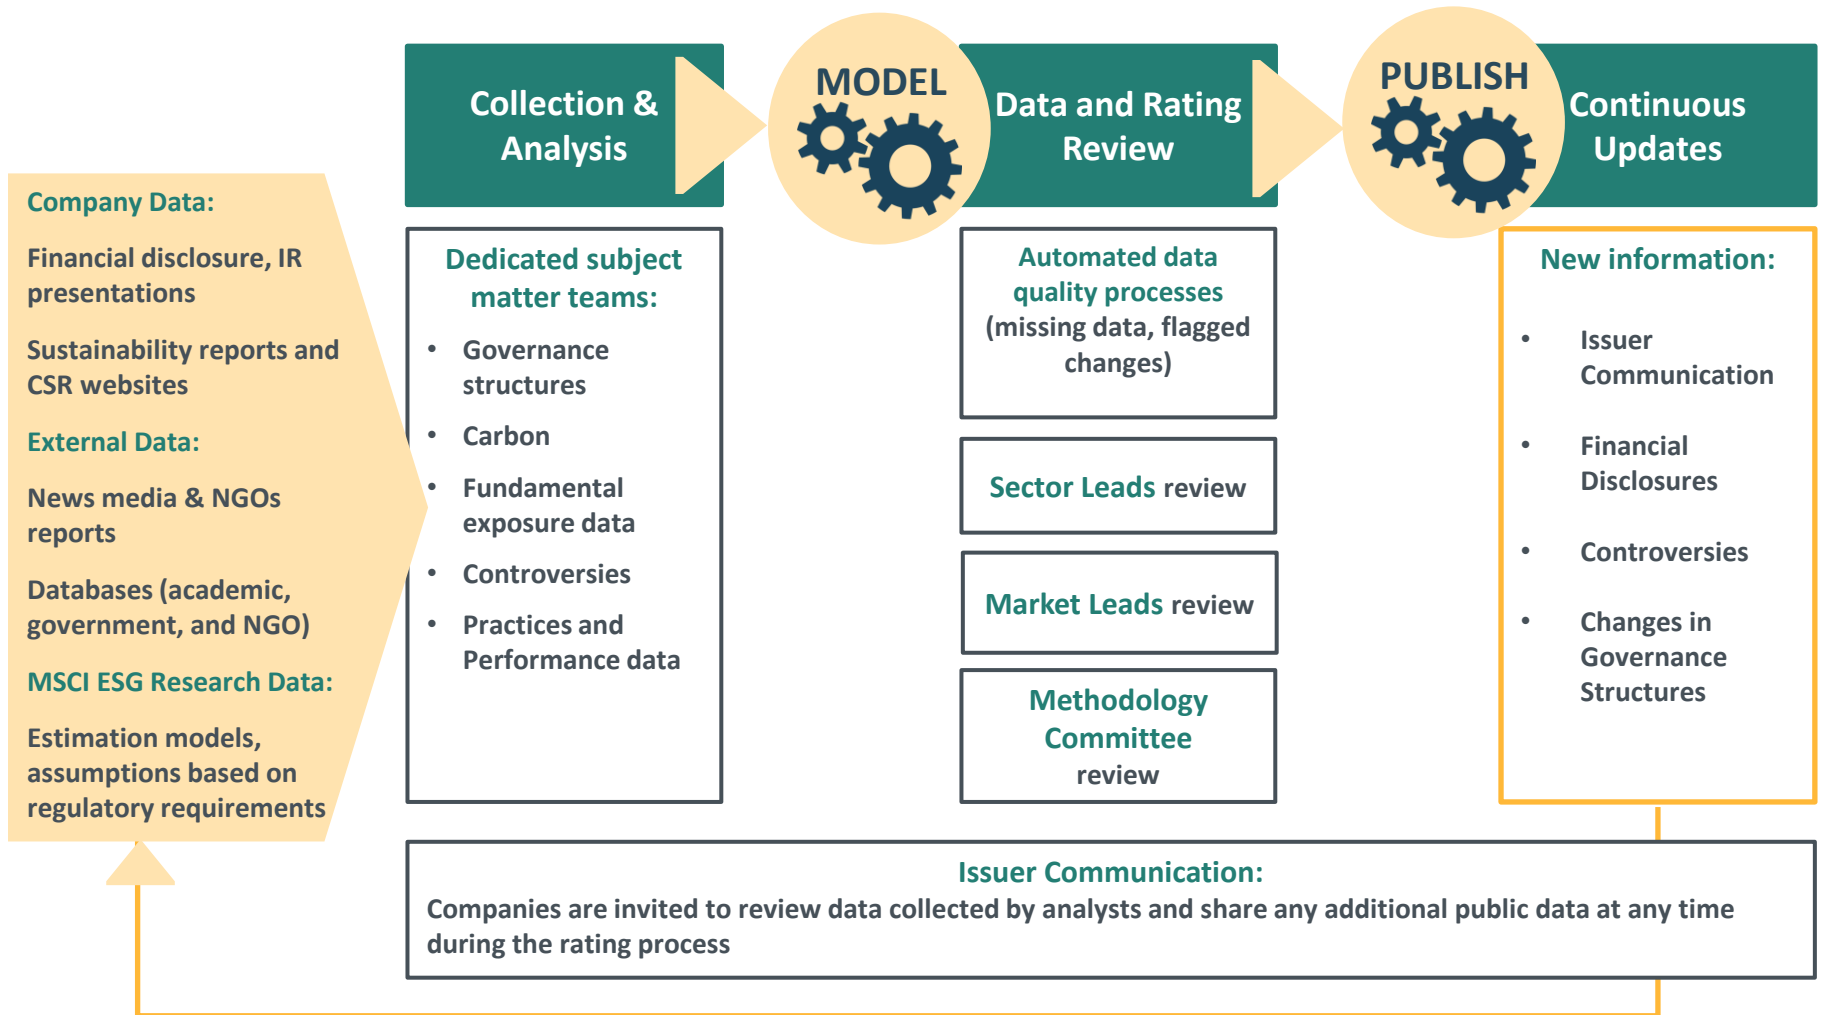 Company Data:
Financial disclosure, IR
presentations
Sustainability reports and
CSR websites
External Data:
News media & NGOs
reports
Databases (academic,
government, and NGO)
MSCI ESG Research Data:
Estimation models,
assumptions based on
regulatory requirements
Collection &
Analysis
Dedicated subject
matter teams:
• Governance
structures
• Carbon
• Fundamental
exposure data
• Controversies
• Practices and
Performance data
MODEL
Data and Rating
Review
Automated data
quality processes
(missing data, flagged
changes)
Sector Leads review
Market Leads review
Methodology
Committee
review
PUBLISH
Continuous
Updates
New information:
• Issuer
Communication
• Financial
Disclosures
• Controversies
• Changes in
Governance
Structures
Issuer Communication:
Companies are invited to review data collected by analysts and share any additional public data at any time
during the rating process